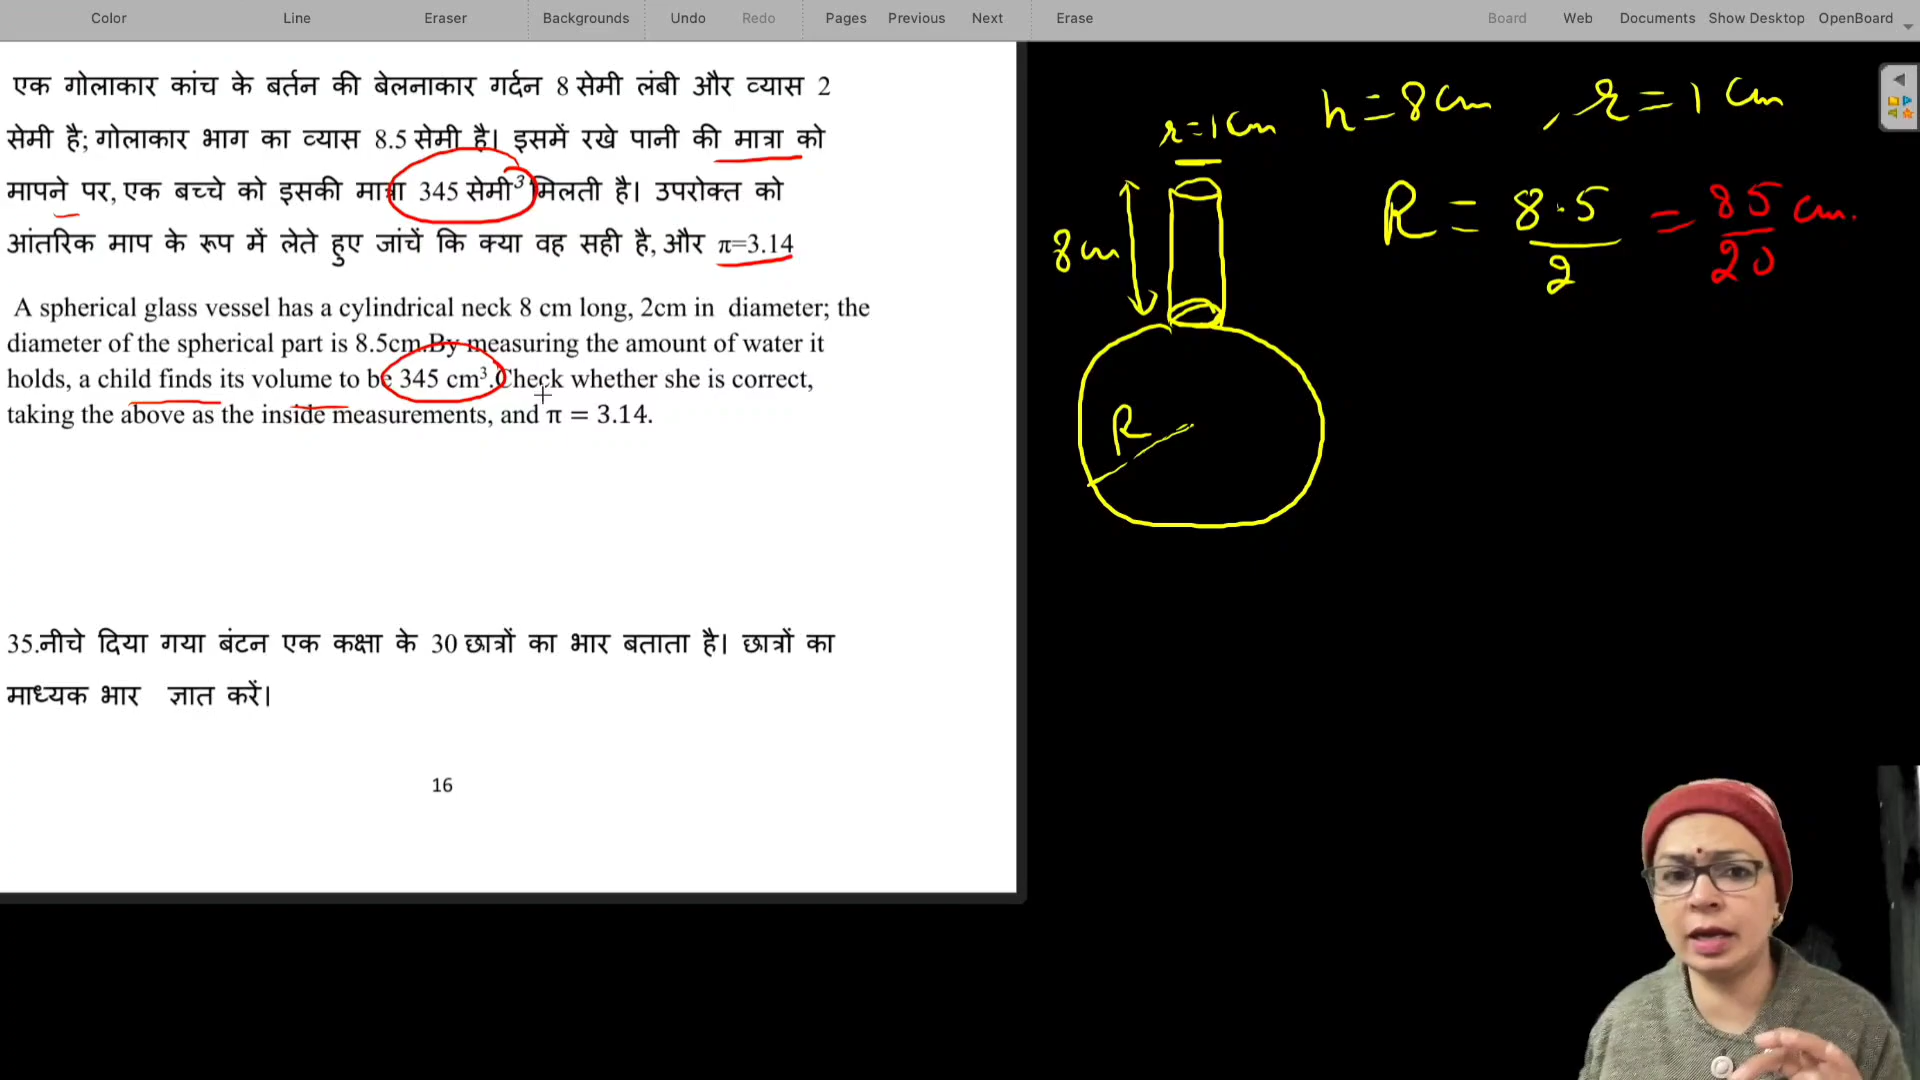 Color Line Eraser Backgrounds Undo Redo Pages Previous Next Erase Board Web Documents Show Desktop OpenBoard
एक गोलाकार कांच के बर्तन की बेलनाकार गर्दन 8 सेमी लंबी और व्यास 2
सेमी है; गोलाकार भाग का व्यास 8.5 सेमी है। इसमें रखे पानी की मात्रा को
मापने पर, एक बच्चे को इसकी मात्रा 345 सेमी³ मिलती है। उपरोक्त को
आंतरिक माप के रूप में लेते हुए जांचें कि क्या वह सही है, और π=3.14
A spherical glass vessel has a cylindrical neck 8 cm long, 2cm in diameter; the
diameter of the spherical part is 8.5cm.By measuring the amount of water it
holds, a child finds its volume to be 345 cm³.Check whether she is correct,
taking the above as the inside measurements, and π = 3.14.
35.नीचे दिया गया बंटन एक कक्षा के 30 छात्रों का भार बताता है। छात्रों का
माध्यक भार ज्ञात करें।
16
h=8cm , r=1 cm
r=1cm
R = 8.5/2 = 85/20 cm.
8cm
R